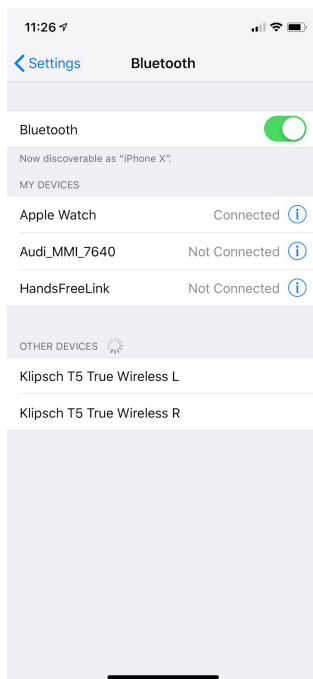 11:26
Settings Bluetooth
Bluetooth
Now discoverable as “iPhone X”.
MY DEVICES
Apple Watch Connected
Audi_MMI_7640 Not Connected
HandsFreeLink Not Connected
OTHER DEVICES
Klipsch T5 True Wireless L
Klipsch T5 True Wireless R